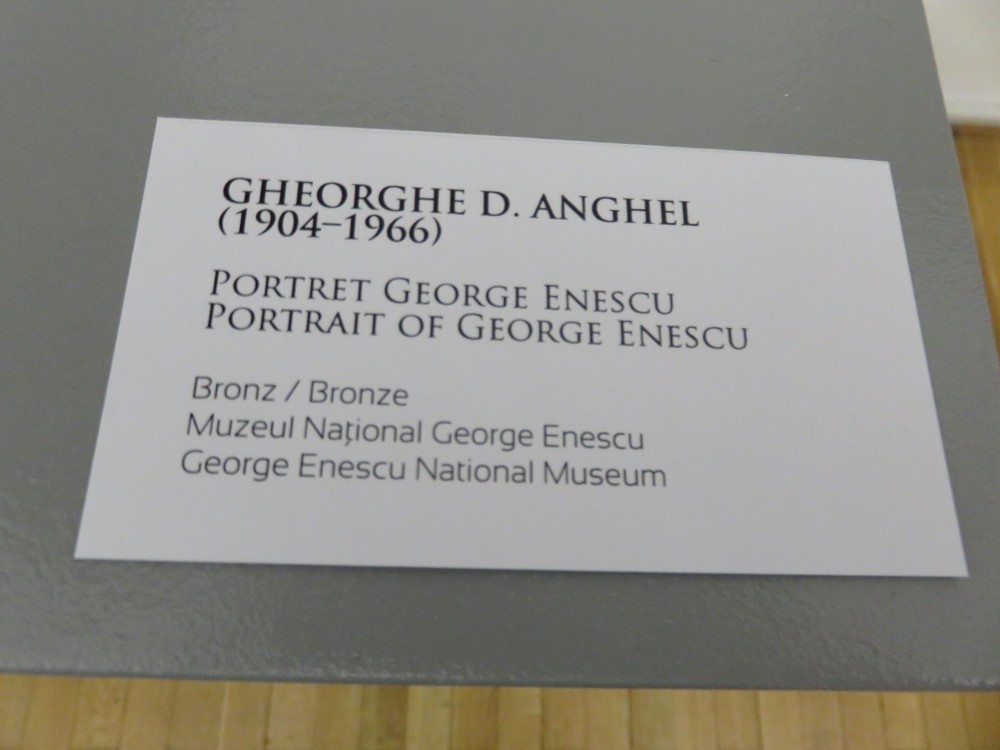 GHEORGHE D. ANGHEL
(1904–1966)
PORTRET GEORGE ENESCU
PORTRAIT OF GEORGE ENESCU
Bronz / Bronze
Muzeul Național George Enescu
George Enescu National Museum